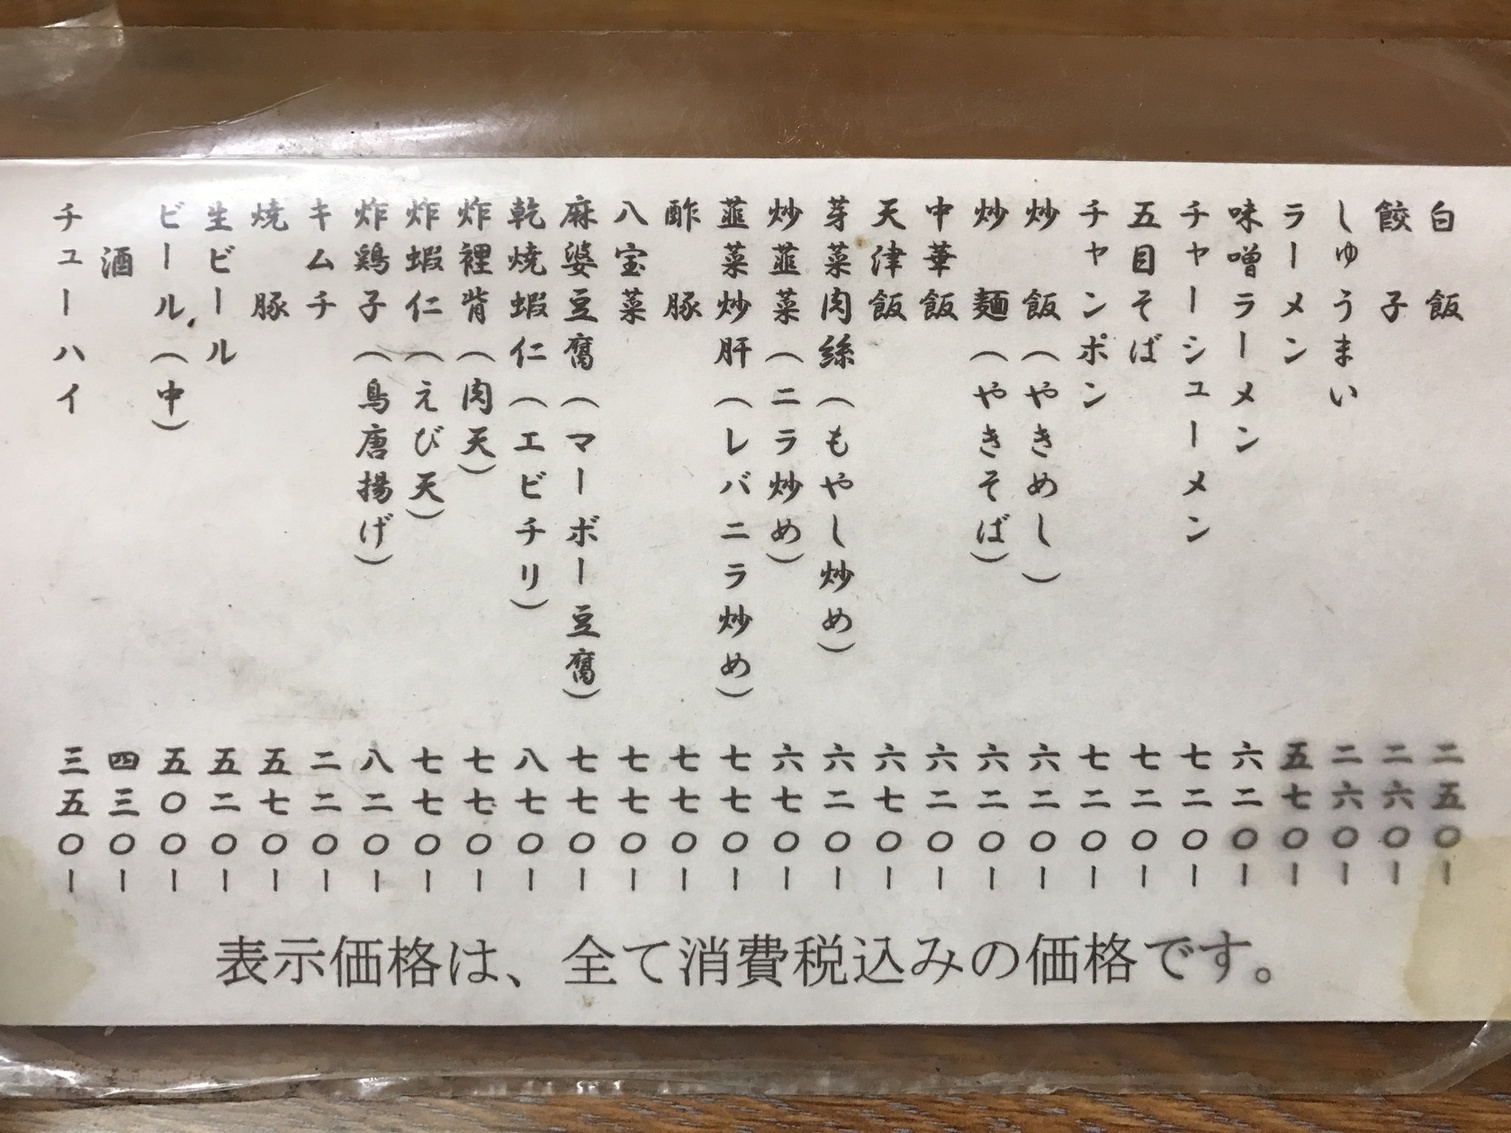 白飯 二五〇ー
餃子 二六〇ー
しゅうまい 二六〇ー
ラーメン 五七〇ー
味噌ラーメン 六二〇ー
チャーシューメン 七二〇ー
五目そば 七二〇ー
チャンポン 七二〇ー
炒飯（やきめし） 六二〇ー
炒麺（やきそば） 六二〇ー
中華飯 六二〇ー
天津飯 六七〇ー
芽菜肉絲（もやし炒め） 六二〇ー
炒韮菜（ニラ炒め） 六七〇ー
韮菜炒肝（レバニラ炒め） 七七〇ー
酢豚 七七〇ー
八宝菜 七七〇ー
麻婆豆腐（マーボー豆腐） 七七〇ー
乾焼蝦仁（エビチリ） 八七〇ー
炸裡背（肉天） 七七〇ー
炸蝦仁（えび天） 七七〇ー
炸鶏子（鳥唐揚げ） 八二〇ー
キムチ 二二〇ー
焼豚 五七〇ー
生ビール 五二〇ー
ビール（中） 五〇〇ー
酒 四三〇ー
チューハイ 三五〇ー
表示価格は、全て消費税込みの価格です。